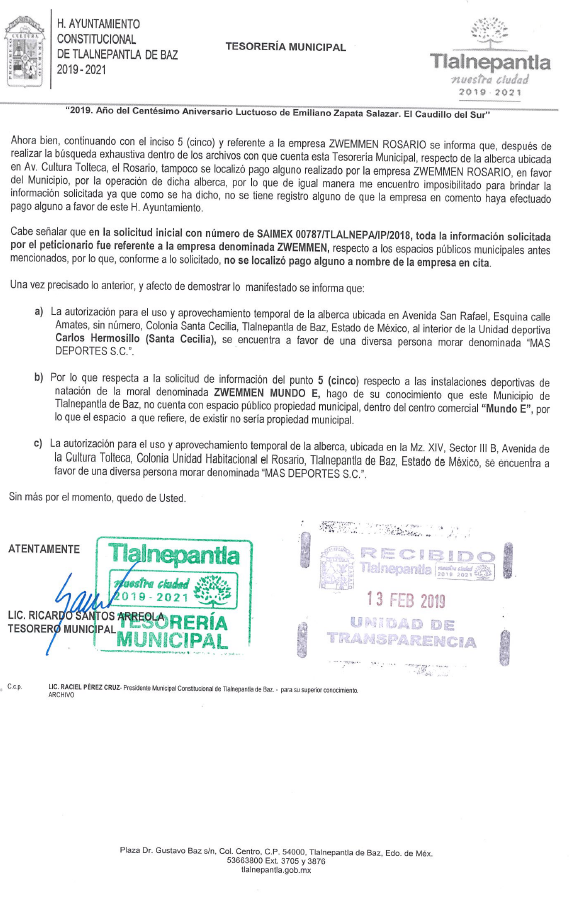 H. AYUNTAMIENTO
CONSTITUCIONAL
DE TLALNEPANTLA DE BAZ
2019 - 2021
TESORERÍA MUNICIPAL
Tlalnepantla
nuestra ciudad
2019 - 2021
"2019. Año del Centésimo Aniversario Luctuoso de Emiliano Zapata Salazar. El Caudillo del Sur"
Ahora bien, continuando con el inciso 5 (cinco) y referente a la empresa ZWEMMEN ROSARIO se informa que, después de
realizar la búsqueda exhaustiva dentro de los archivos con que cuenta esta Tesorería Municipal, respecto de la alberca ubicada
en Av. Cultura Tolteca, el Rosario, tampoco se localizó pago alguno realizado por la empresa ZWEMMEN ROSARIO, en favor
del Municipio, por la operación de dicha alberca, por lo que de igual manera me encuentro imposibilitado para brindar la
información solicitada ya que como se ha dicho, no se tiene registro alguno de que la empresa en comento haya efectuado
pago alguno a favor de este H. Ayuntamiento.
Cabe señalar que en la solicitud inicial con número de SAIMEX 00787/TLALNEPA/IP/2018, toda la información solicitada
por el peticionario fue referente a la empresa denominada ZWEMMEN, respecto a los espacios públicos municipales antes
mencionados, por lo que, conforme a lo solicitado, no se localizó pago alguno a nombre de la empresa en cita.
Una vez precisado lo anterior, y afecto de demostrar lo manifestado se informa que:
a) La autorización para el uso y aprovechamiento temporal de la alberca ubicada en Avenida San Rafael, Esquina calle
Amates, sin número, Colonia Santa Cecilia, Tlalnepantla de Baz, Estado de México, al interior de la Unidad deportiva
Carlos Hermosillo (Santa Cecilia), se encuentra a favor de una diversa persona morar denominada "MAS
DEPORTES S.C.".
b) Por lo que respecta a la solicitud de información del punto 5 (cinco) respecto a las instalaciones deportivas de
natación de la moral denominada ZWEMMEN MUNDO E, hago de su conocimiento que este Municipio de
Tlalnepantla de Baz, no cuenta con espacio público propiedad municipal, dentro del centro comercial "Mundo E", por
lo que el espacio a que refiere, de existir no sería propiedad municipal.
c) La autorización para el uso y aprovechamiento temporal de la alberca, ubicada en la Mz. XIV, Sector III B, Avenida de
la Cultura Tolteca, Colonia Unidad Habitacional el Rosario, Tlalnepantla de Baz, Estado de México, se encuentra a
favor de una diversa persona morar denominada "MAS DEPORTES S.C.".
Sin más por el momento, quedo de Usted.
ATENTAMENTE
Tlalnepantla
nuestra ciudad
2019 - 2021
TESORERÍA
MUNICIPAL
LIC. RICARDO SANTOS ARREOLA
TESORERO MUNICIPAL
RECIBIDO
Tlalnepantla
nuestra ciudad
2019 2021
13 FEB 2019
UNIDAD DE
TRANSPARENCIA
C.c.p. LIC. RACIEL PÉREZ CRUZ- Presidente Municipal Constitucional de Tlalnepantla de Baz. - para su superior conocimiento.
ARCHIVO
Plaza Dr. Gustavo Baz s/n, Col. Centro, C.P. 54000, Tlalnepantla de Baz, Edo. de Méx.
53663800 Ext. 3705 y 3876
tlalnepantla.gob.mx